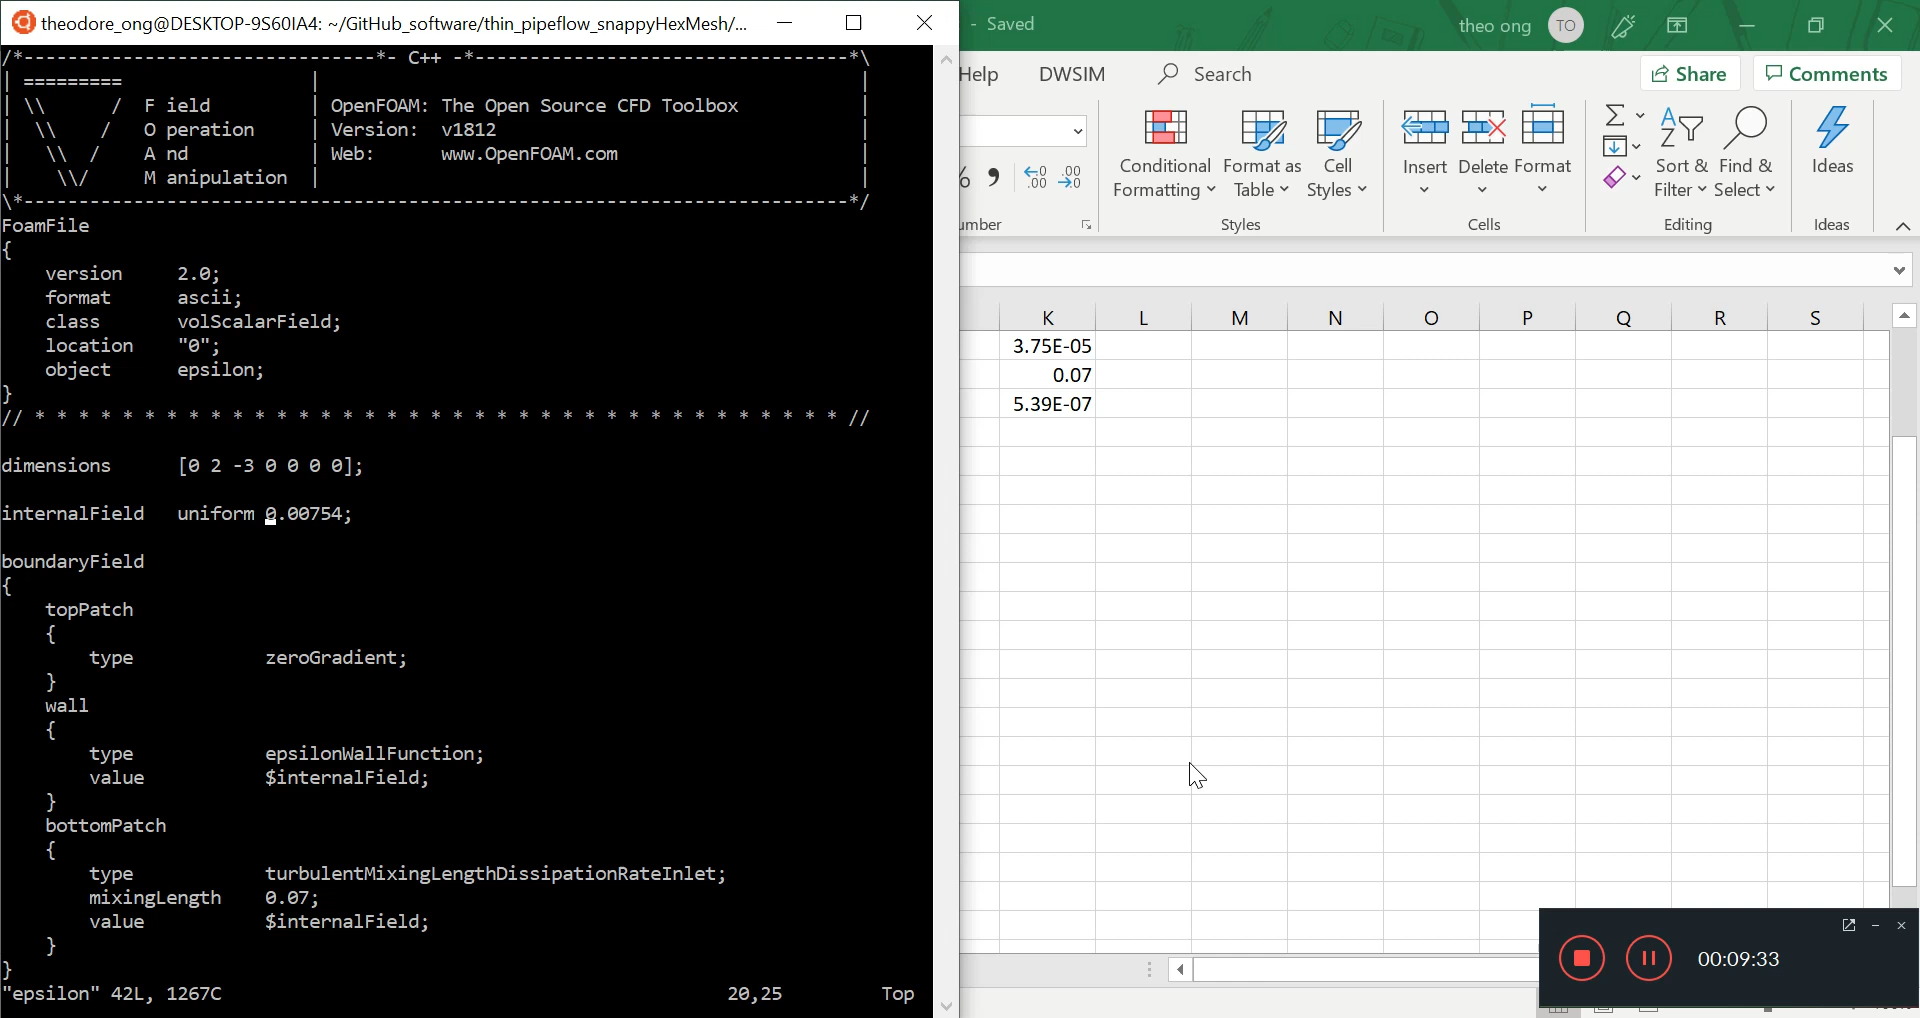 theodore_ong@DESKTOP-9S60IA4: ~/GitHub_software/thin_pipeflow_snappyHexMesh/...
/*--------------------------------*- C++ -*----------------------------------*\
| =========                 |                                                 |
| \\      /  F ield         | OpenFOAM: The Open Source CFD Toolbox           |
|  \\    /   O peration     | Version:  v1812                                 |
|   \\  /    A nd           | Web:      www.OpenFOAM.com                      |
|    \\/     M anipulation  |                                                 |
\*---------------------------------------------------------------------------*/
FoamFile
{
    version     2.0;
    format      ascii;
    class       volScalarField;
    location    "0";
    object      epsilon;
}
// * * * * * * * * * * * * * * * * * * * * * * * * * * * * * * * * * * * * * //
dimensions      [0 2 -3 0 0 0 0];
internalField   uniform 0.00754;
boundaryField
{
    topPatch
    {
        type            zeroGradient;
    }
    wall
    {
        type            epsilonWallFunction;
        value           $internalField;
    }
    bottomPatch
    {
        type            turbulentMixingLengthDissipationRateInlet;
        mixingLength    0.07;
        value           $internalField;
    }
}
"epsilon" 42L, 1267C 20,25 Top
- Saved
theo ong TO
Help DWSIM Search Share Comments
% , ←0 .00 .00 →0
Conditional Formatting
Format as Table
Cell Styles
Insert Delete Format
Sort & Filter
Find & Select
Ideas
umber Styles Cells Editing Ideas
K L M N O P Q R S
3.75E-05
0.07
5.39E-07
00:09:33